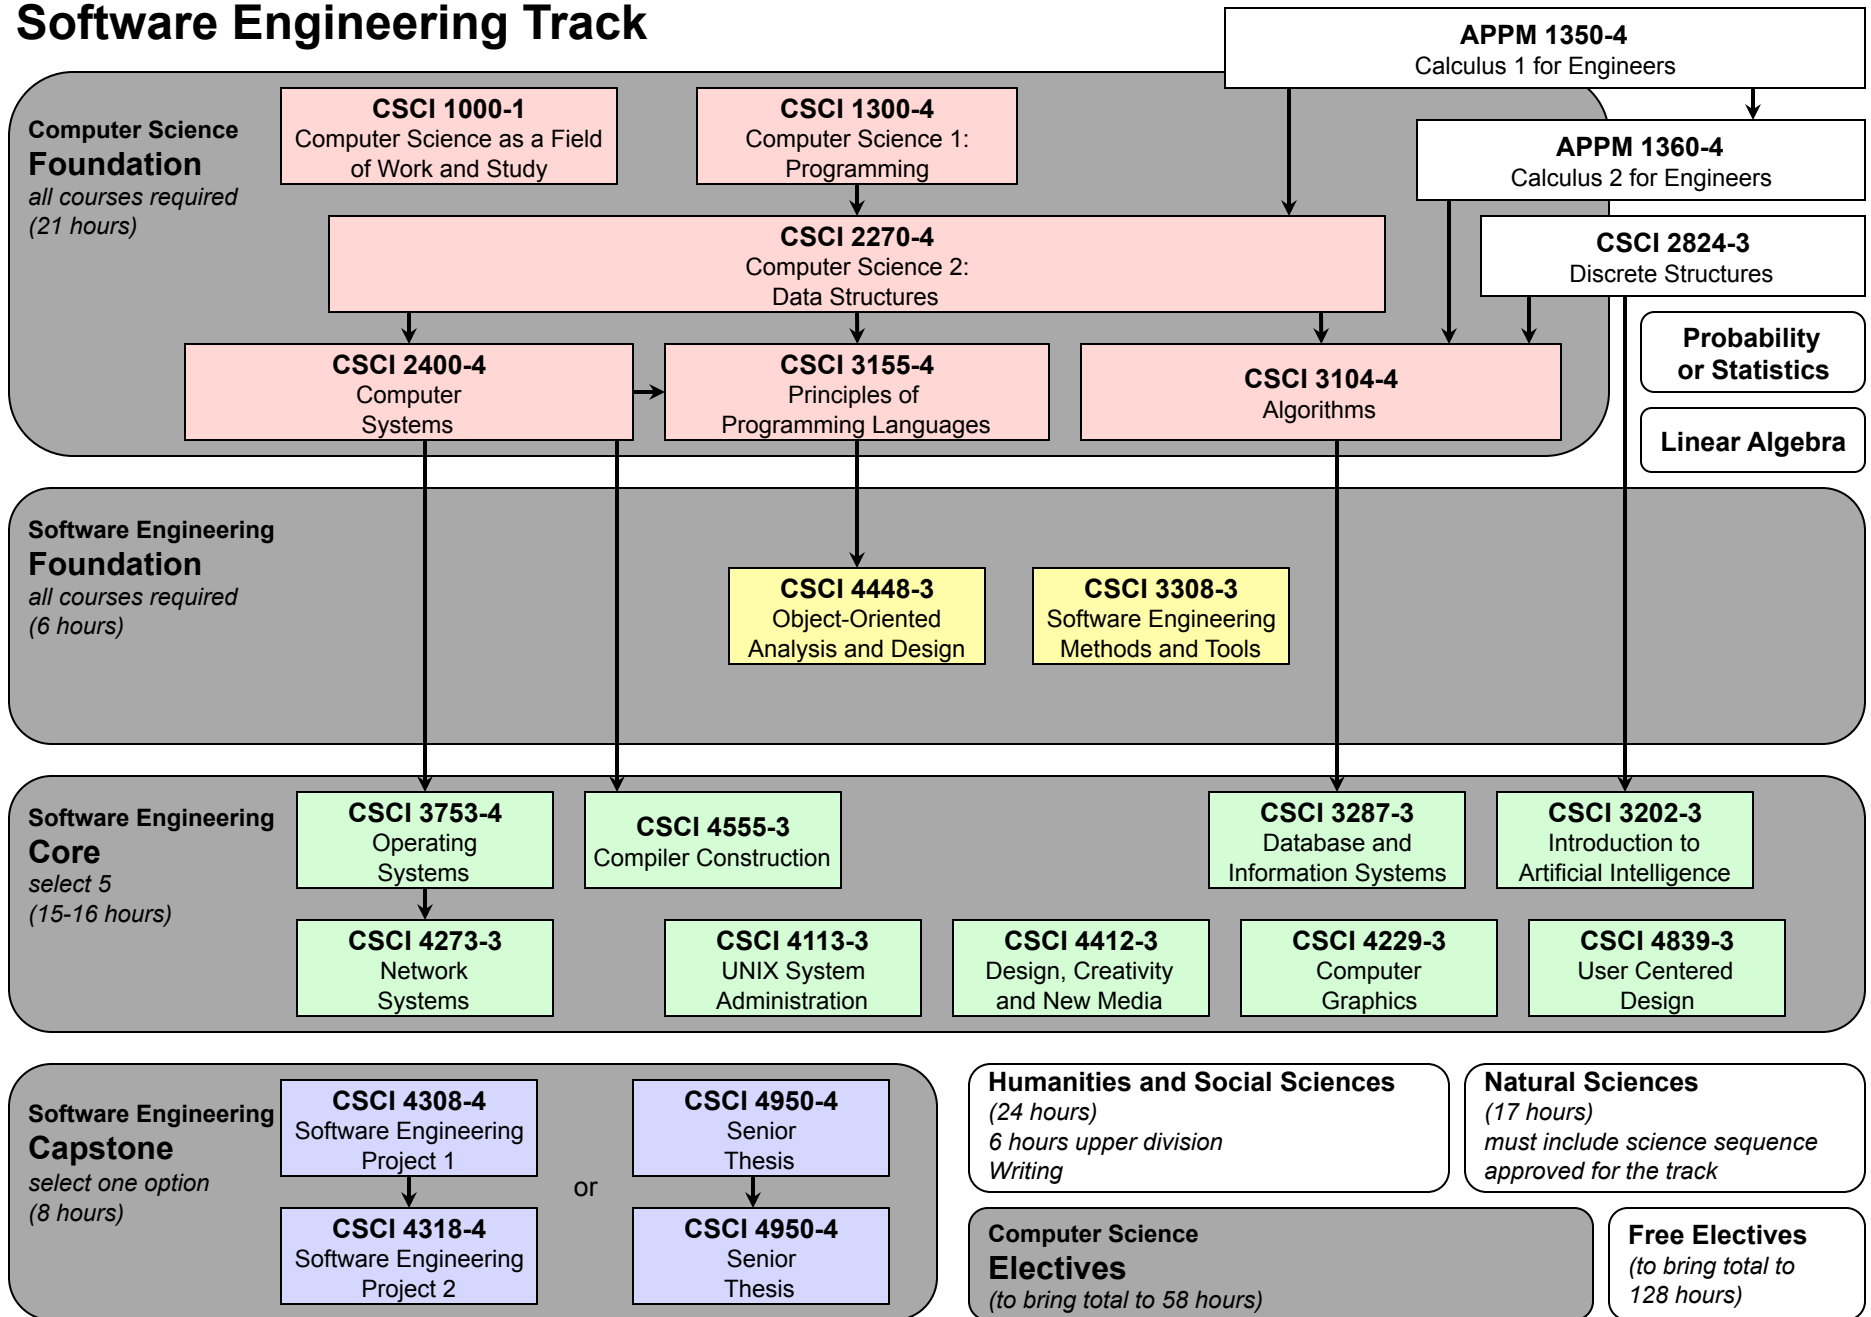 Software Engineering Track
APPM 1350-4
Calculus 1 for Engineers
Computer Science
Foundation
all courses required
(21 hours)
CSCI 1000-1
Computer Science as a Field
of Work and Study
CSCI 1300-4
Computer Science 1:
Programming
APPM 1360-4
Calculus 2 for Engineers
CSCI 2270-4
Computer Science 2:
Data Structures
CSCI 2824-3
Discrete Structures
Probability
or Statistics
CSCI 2400-4
Computer
Systems
CSCI 3155-4
Principles of
Programming Languages
CSCI 3104-4
Algorithms
Linear Algebra
Software Engineering
Foundation
all courses required
(6 hours)
CSCI 4448-3
Object-Oriented
Analysis and Design
CSCI 3308-3
Software Engineering
Methods and Tools
Software Engineering
Core
select 5
(15-16 hours)
CSCI 3753-4
Operating
Systems
CSCI 4555-3
Compiler Construction
CSCI 3287-3
Database and
Information Systems
CSCI 3202-3
Introduction to
Artificial Intelligence
CSCI 4273-3
Network
Systems
CSCI 4113-3
UNIX System
Administration
CSCI 4412-3
Design, Creativity
and New Media
CSCI 4229-3
Computer
Graphics
CSCI 4839-3
User Centered
Design
Software Engineering
Capstone
select one option
(8 hours)
CSCI 4308-4
Software Engineering
Project 1
or
CSCI 4950-4
Senior
Thesis
CSCI 4318-4
Software Engineering
Project 2
CSCI 4950-4
Senior
Thesis
Humanities and Social Sciences
(24 hours)
6 hours upper division
Writing
Natural Sciences
(17 hours)
must include science sequence
approved for the track
Computer Science
Electives
(to bring total to 58 hours)
Free Electives
(to bring total to
128 hours)